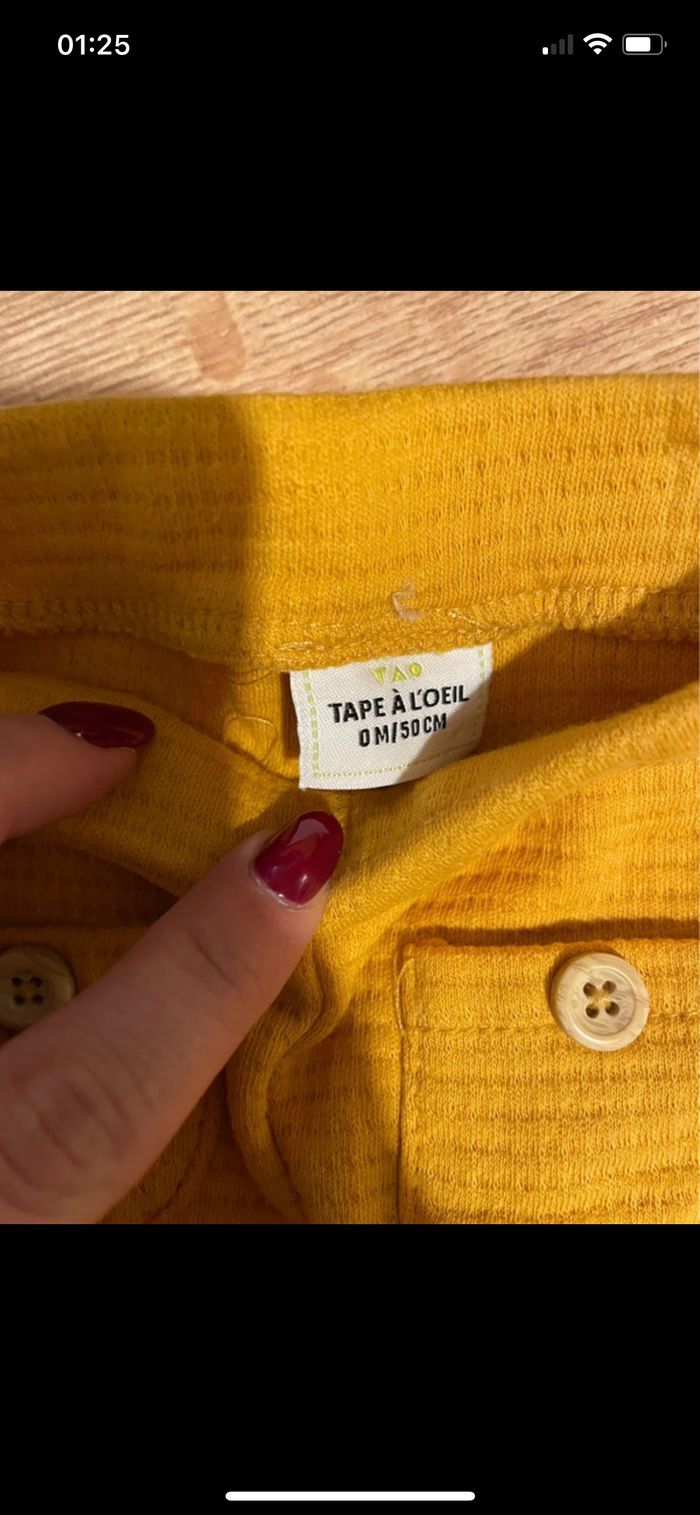 01:25
TAO
TAPE À L'OEIL
0 M/50 CM